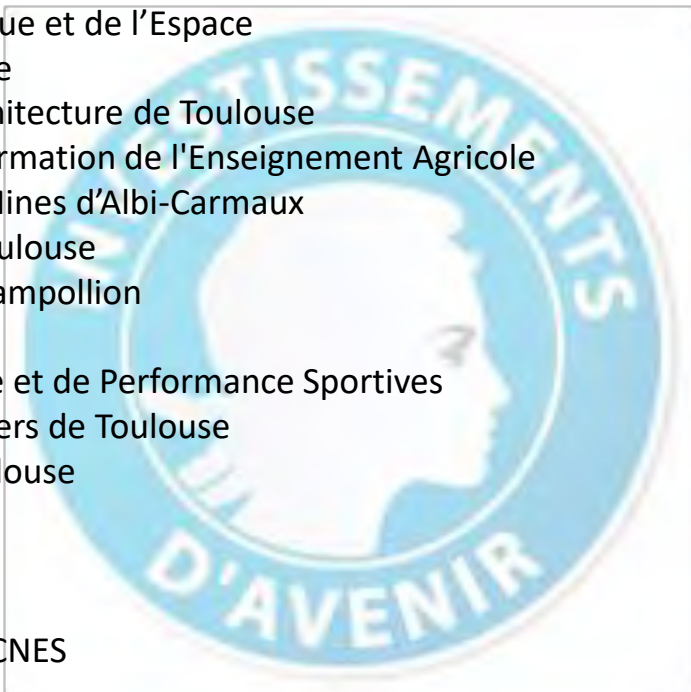 ue et de l’Espace
e
hitecture de Toulouse
rmation de l'Enseignement Agricole
Mines d’Albi-Carmaux
ulouse
ampollion
e et de Performance Sportives
ers de Toulouse
louse
CNES
INVESTISSEMENTS
D'AVENIR